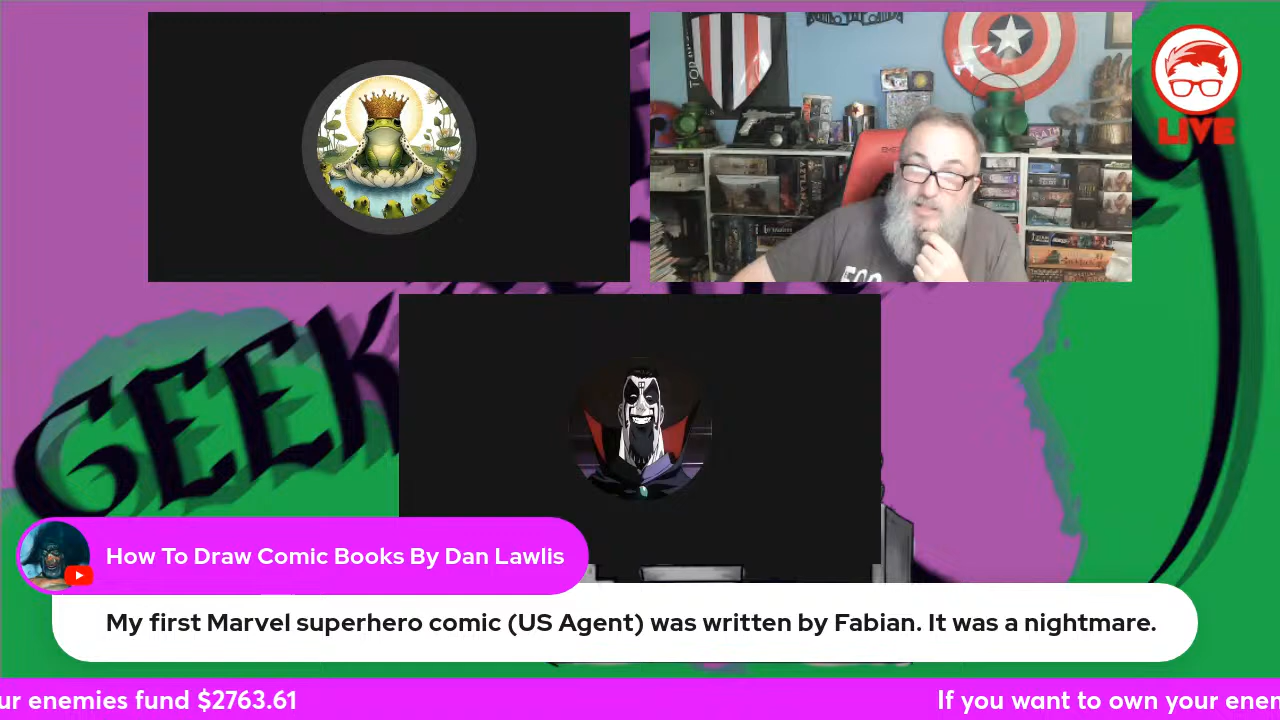 LIVE
GEEK
How To Draw Comic Books By Dan Lawlis
My first Marvel superhero comic (US Agent) was written by Fabian. It was a nightmare.
ur enemies fund $2763.61
If you want to own your enem